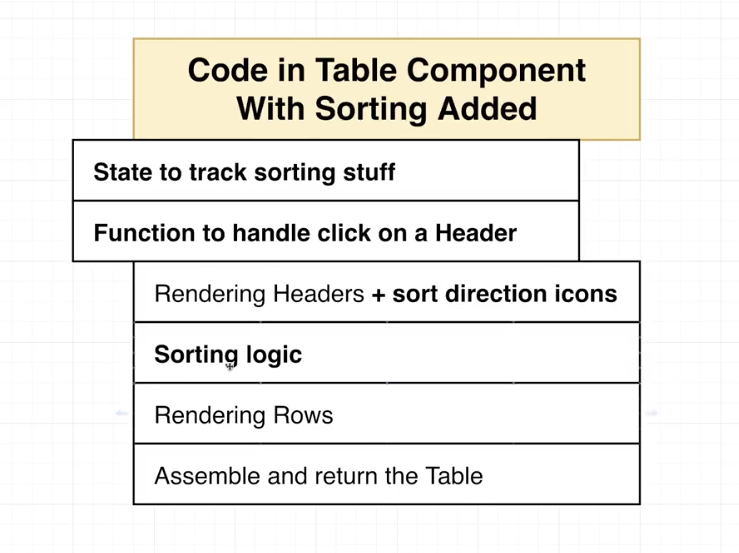 Code in Table Component
With Sorting Added
State to track sorting stuff
Function to handle click on a Header
Rendering Headers + sort direction icons
Sorting logic
Rendering Rows
Assemble and return the Table